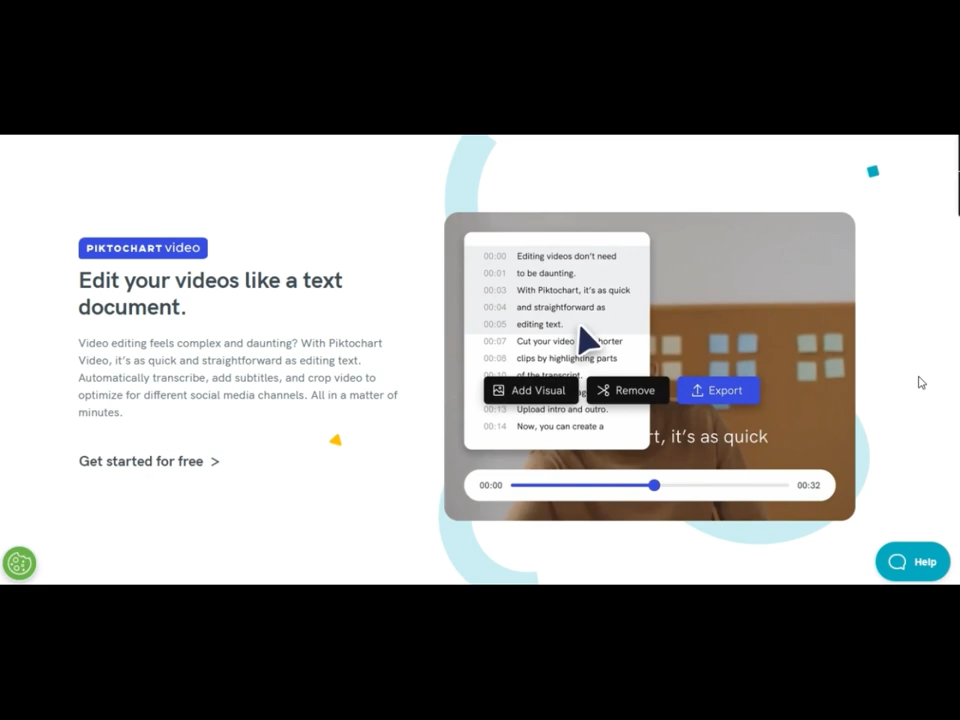 PIKTOCHART video
Edit your videos like a text
document.
Video editing feels complex and daunting? With Piktochart
Video, it's as quick and straightforward as editing text.
Automatically transcribe, add subtitles, and crop video to
optimize for different social media channels. All in a matter of
minutes.
Get started for free >
00:00 Editing videos don't need
00:01 to be daunting.
00:03 With Piktochart, it's as quick
00:04 and straightforward as
00:05 editing text.
00:07 Cut your video horter
00:08 clips by highlighting parts
00:10 of the transcript.
Add Visual Remove Export
00:13 Upload intro and outro.
00:14 Now, you can create a
rt, it's as quick
00:00 00:32
Help